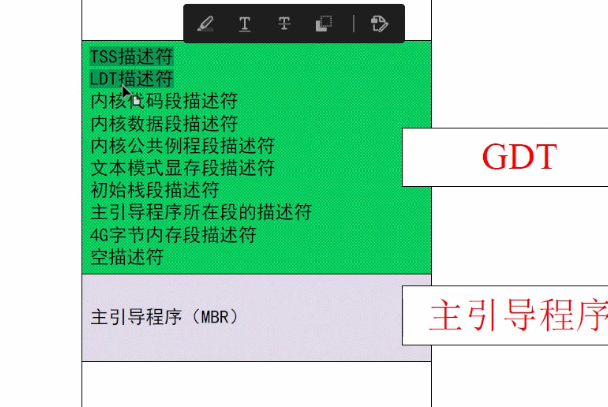 TSS描述符
LDT描述符
内核代码段描述符
内核数据段描述符
内核公共例程段描述符
文本模式显存段描述符
初始栈段描述符
主引导程序所在段的描述符
4G字节内存段描述符
空描述符
GDT
主引导程序（MBR）
主引导程序